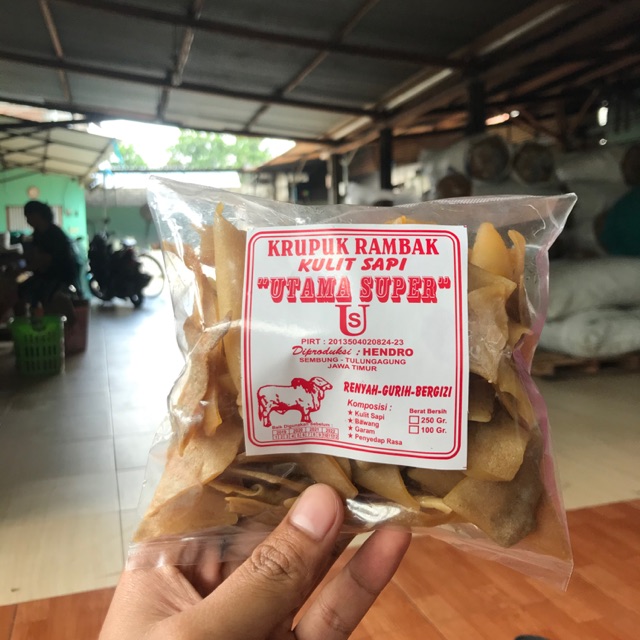 KRUPUK RAMBAK
KULIT SAPI
"UTAMA SUPER"
US
PIRT : 2013504020824-23
Diproduksi : HENDRO
SEMBUNG - TULUNGAGUNG
JAWA TIMUR
RENYAH-GURIH-BERGIZI
Komposisi :
★ Kulit Sapi
★ Bawang
★ Garam
★ Penyedap Rasa
Berat Bersih
250 Gr.
100 Gr.